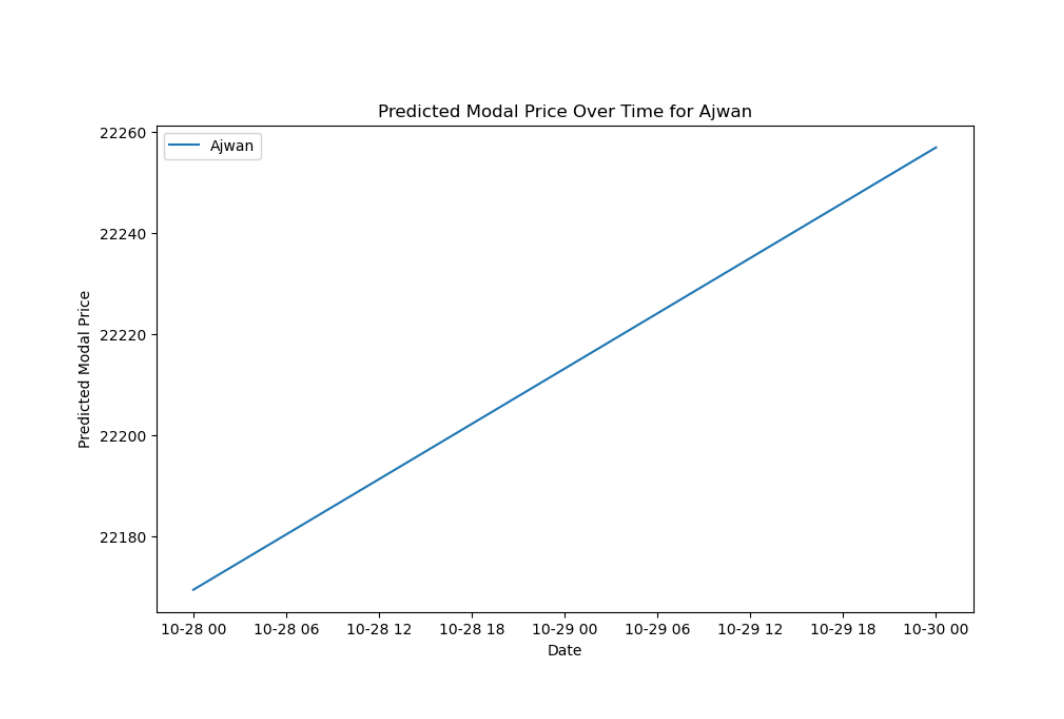 Predicted Modal Price Over Time for Ajwan
Ajwan
Predicted Modal Price
22260
22240
22220
22200
22180
10-28 00 10-28 06 10-28 12 10-28 18 10-29 00 10-29 06 10-29 12 10-29 18 10-30 00
Date